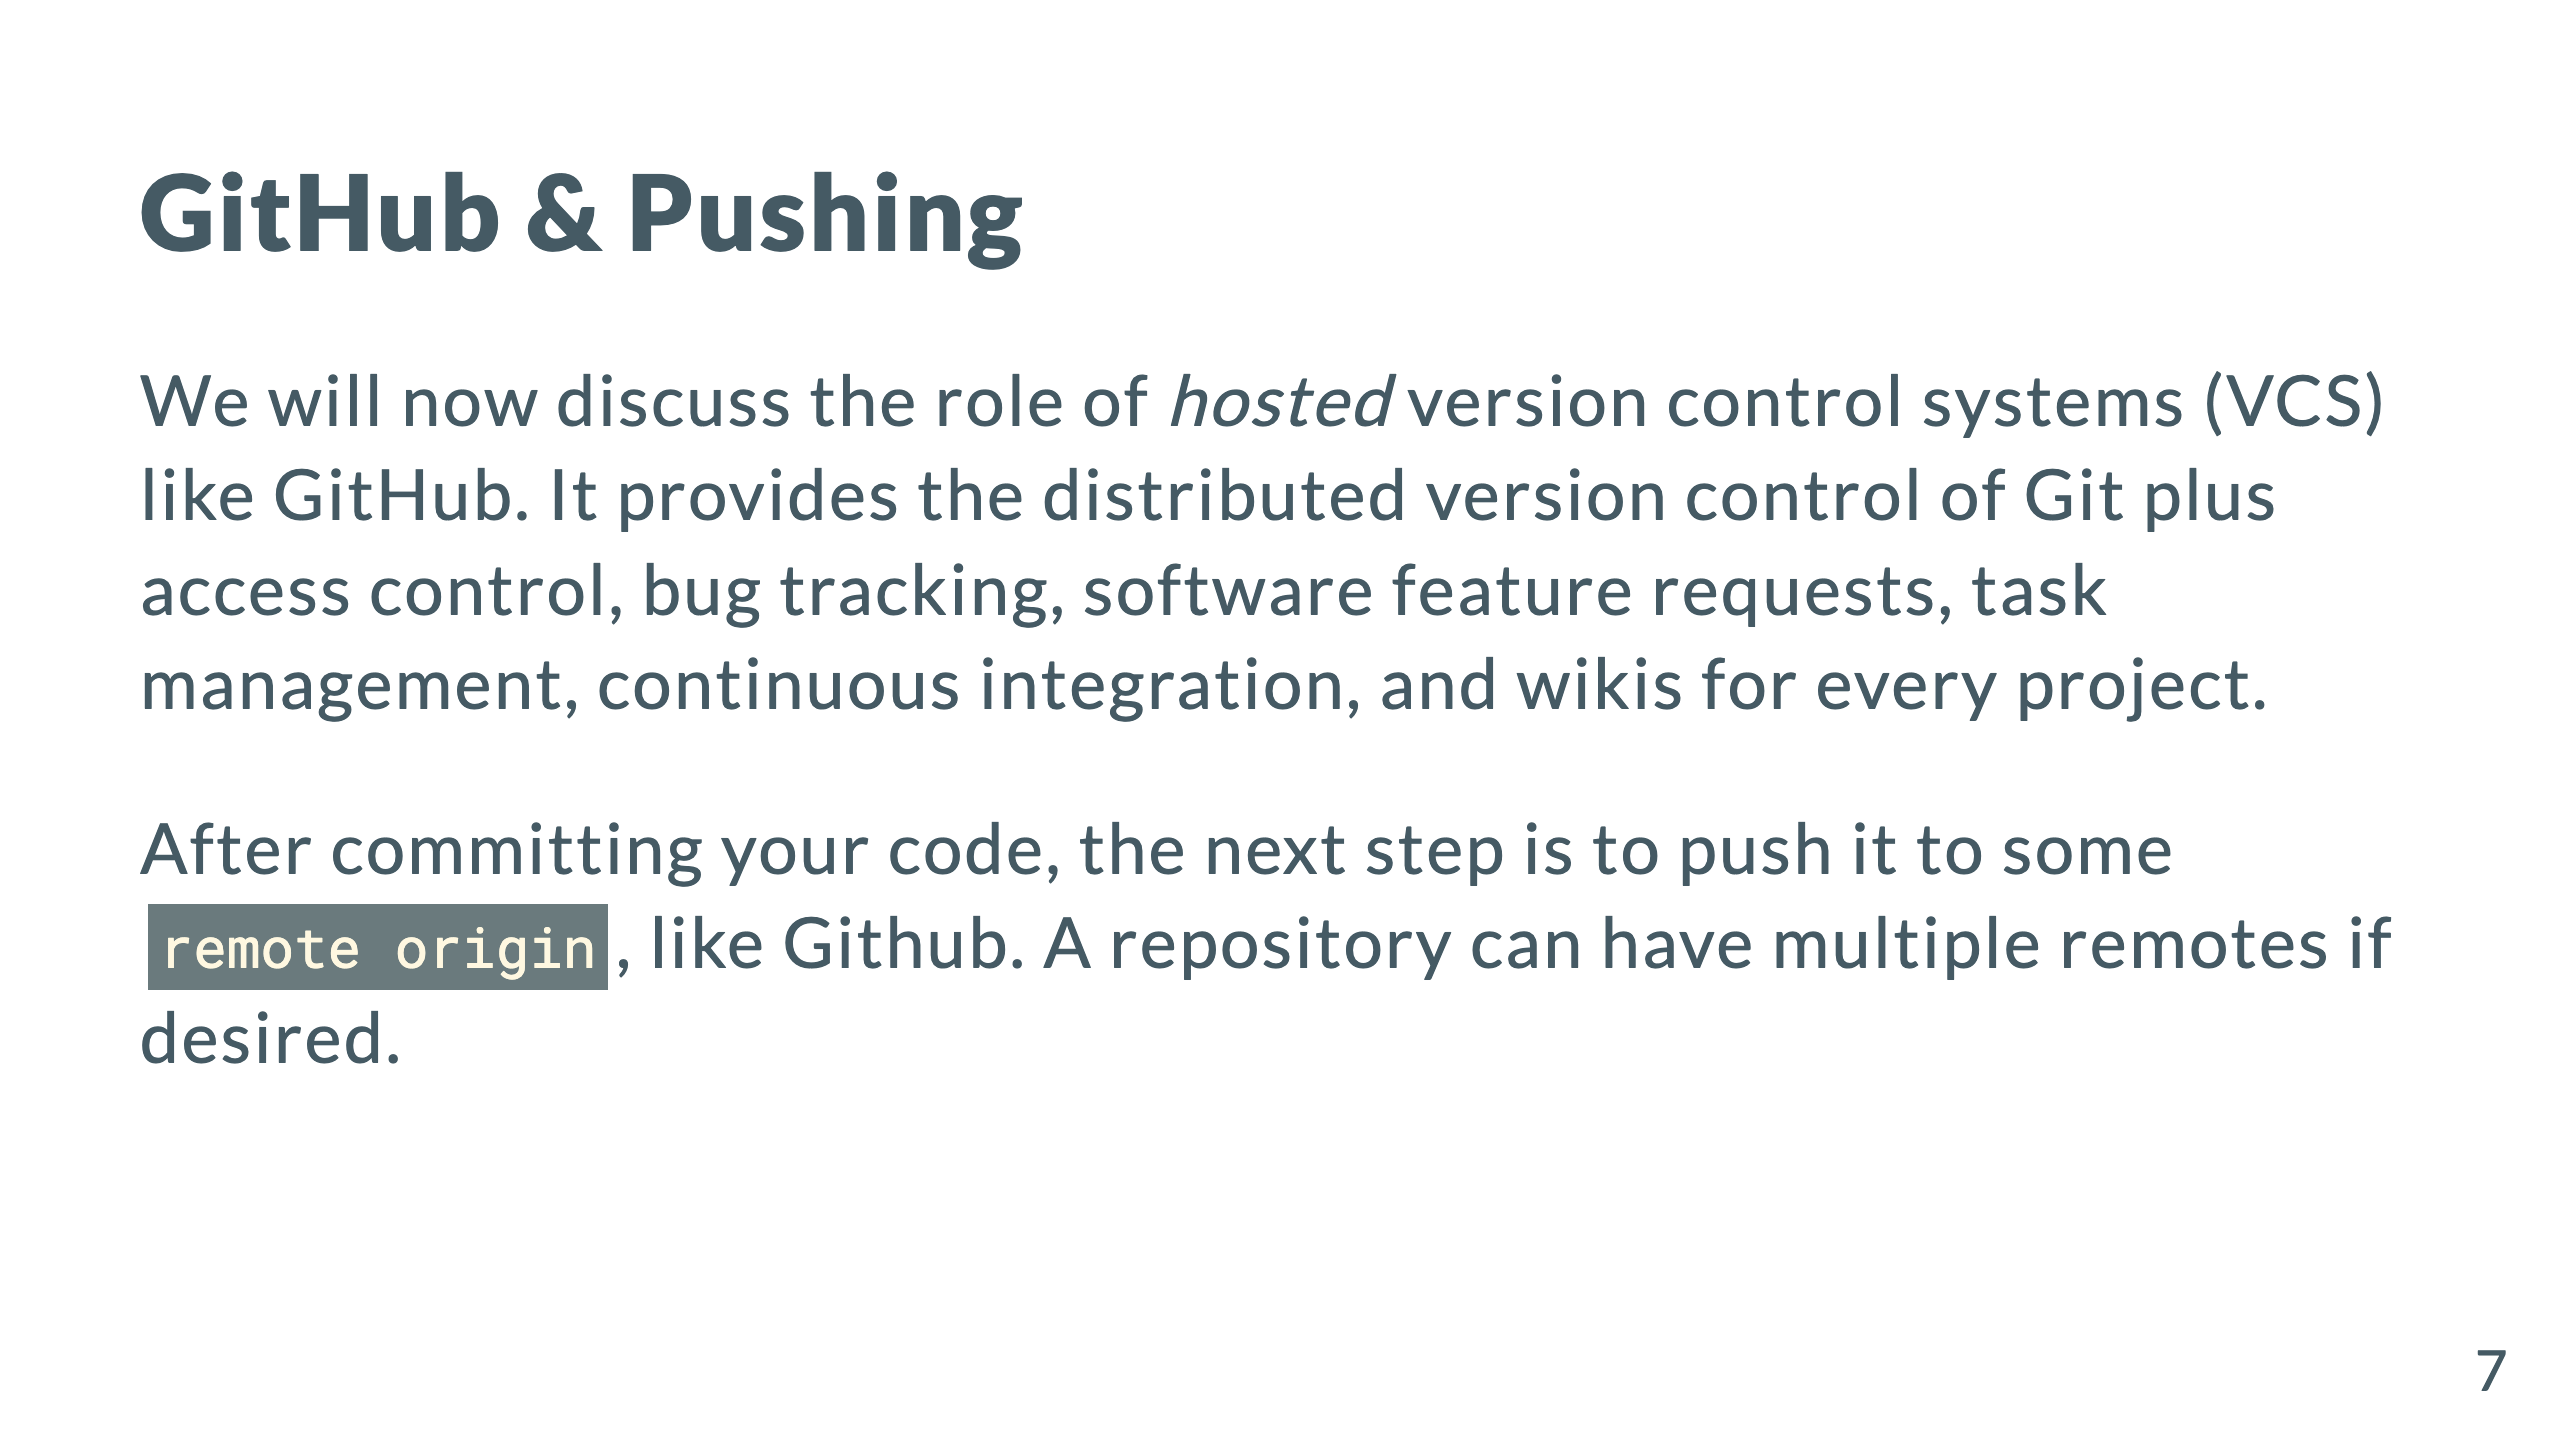 GitHub & Pushing
We will now discuss the role of hosted version control systems (VCS)
like GitHub. It provides the distributed version control of Git plus
access control, bug tracking, software feature requests, task
management, continuous integration, and wikis for every project.
After committing your code, the next step is to push it to some
remote origin, like Github. A repository can have multiple remotes if
desired.
7